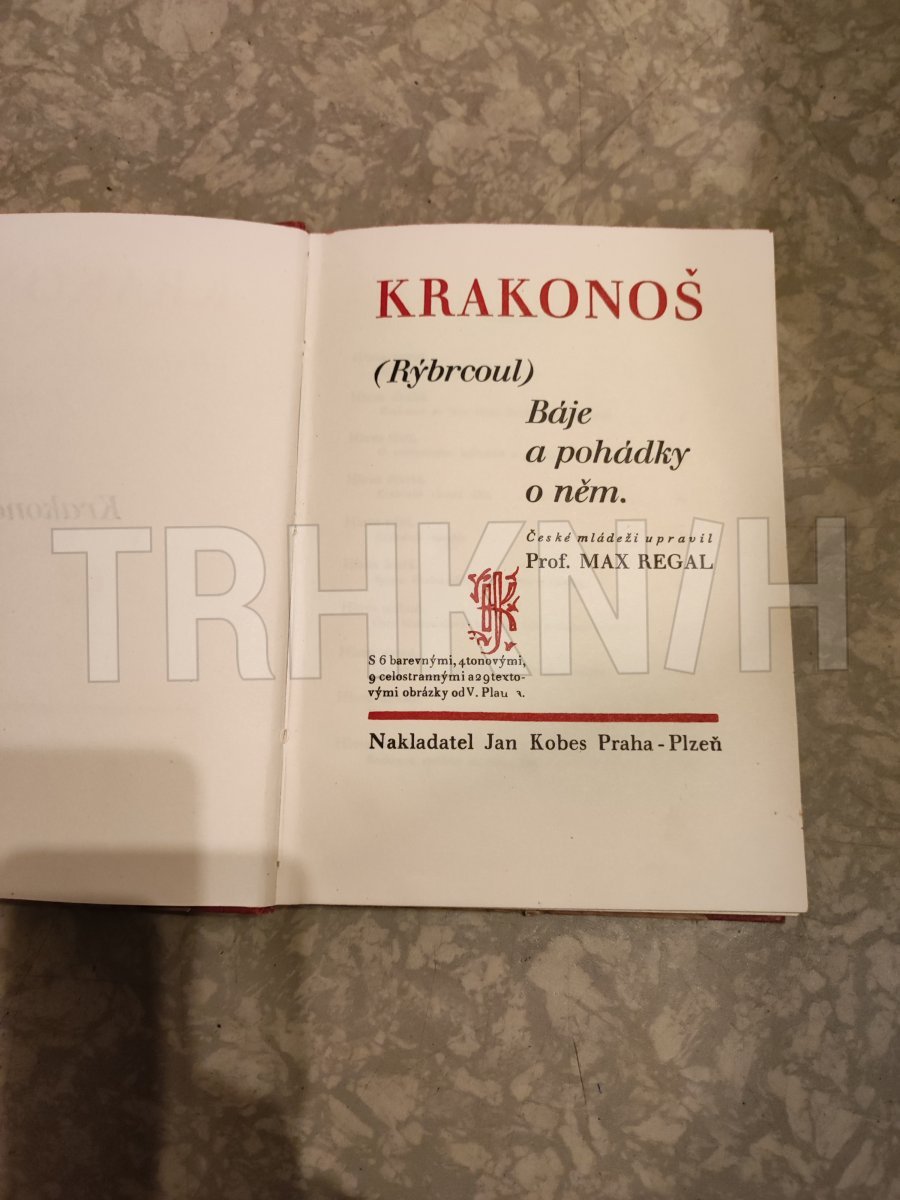 KRAKONOŠ
(Rýbrcoul)
Báje
a pohádky
o něm.
České mládeži upravil
Prof. MAX REGAL
S 6 barevnými, 4tonovými,
9 celostrannými a 29 texto-
vými obrázky od V.
Nakladatel Jan Kobes Praha - Plzeň
TRHKNIH